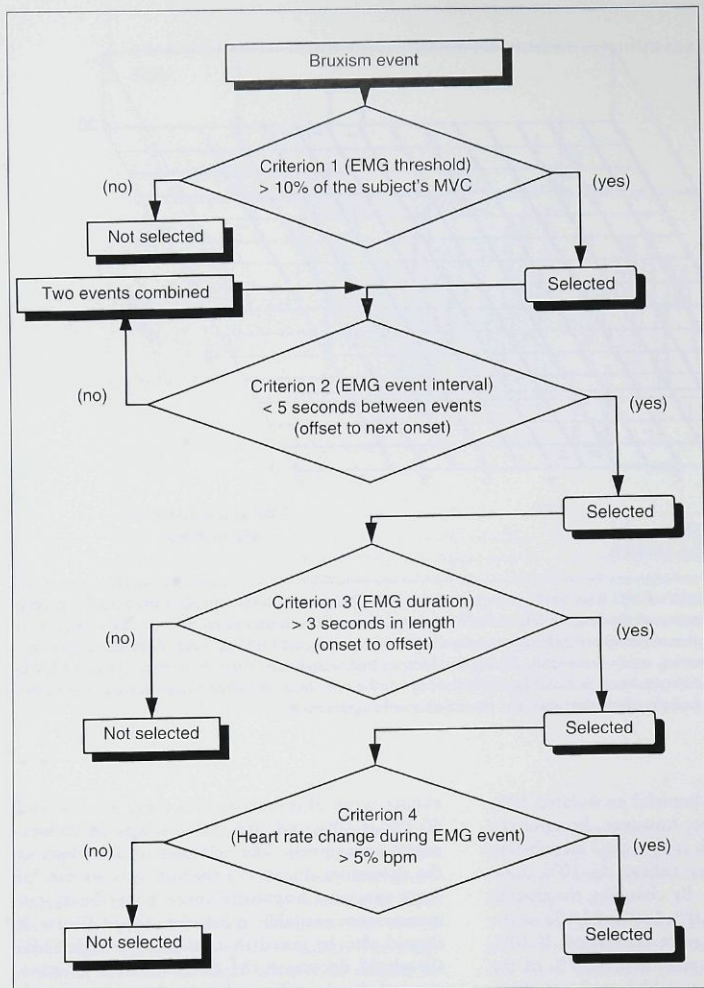 Bruxism event
Criterion 1 (EMG threshold)
> 10% of the subject's MVC
(no)
(yes)
Not selected
Selected
Two events combined
Criterion 2 (EMG event interval)
< 5 seconds between events
(offset to next onset)
(no)
(yes)
Selected
Criterion 3 (EMG duration)
> 3 seconds in length
(onset to offset)
(no)
(yes)
Not selected
Selected
Criterion 4
(Heart rate change during EMG event)
> 5% bpm
(no)
(yes)
Not selected
Selected